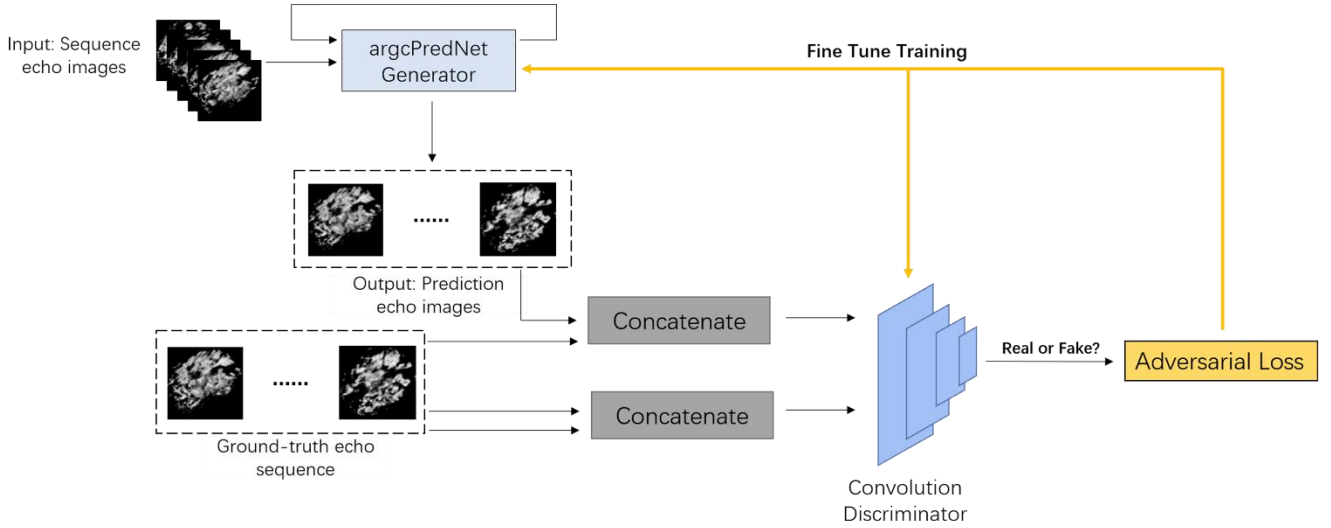 Input: Sequence
echo images
argcPredNet
Generator
Fine Tune Training
......
Output: Prediction
echo images
Concatenate
Real or Fake?
Adversarial Loss
......
Concatenate
Ground-truth echo
sequence
Convolution
Discriminator